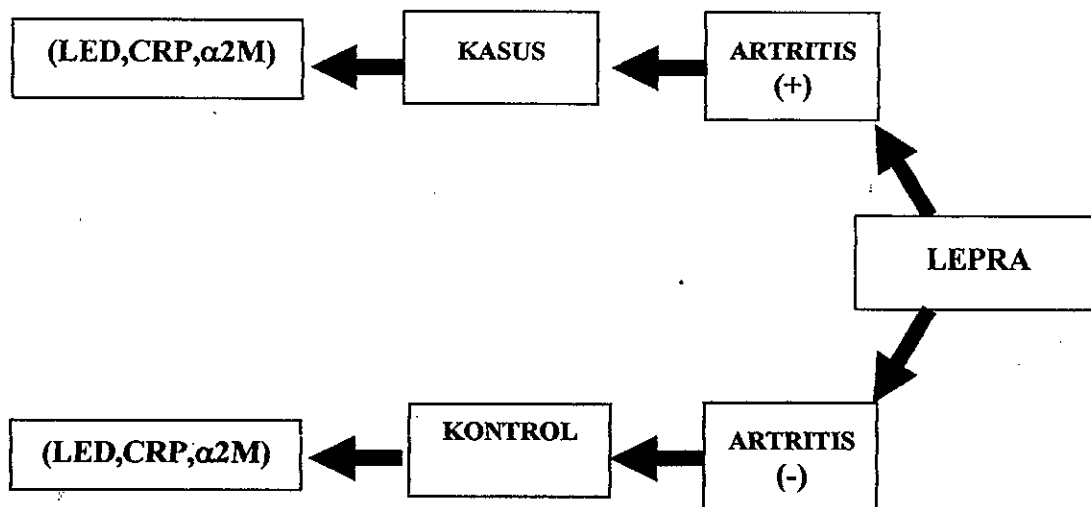 (LED,CRP,α2M)
KASUS
ARTRITIS
(+)
LEPRA
(LED,CRP,α2M)
KONTROL
ARTRITIS
(-)